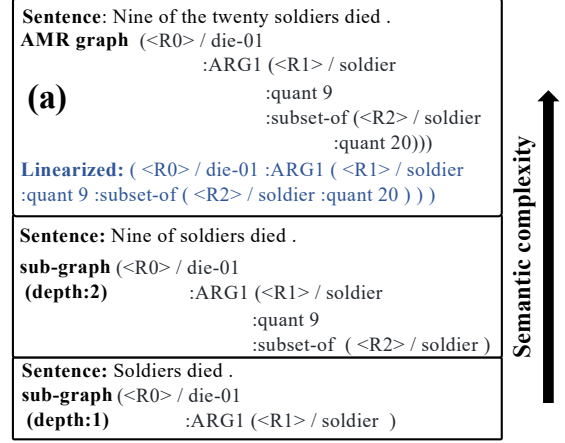 Sentence: Nine of the twenty soldiers died .
AMR graph (<R0> / die-01
:ARG1 (<R1> / soldier
(a)
:quant 9
:subset-of (<R2> / soldier
:quant 20)))
Linearized: ( <R0> / die-01 :ARG1 ( <R1> / soldier
:quant 9 :subset-of ( <R2> / soldier :quant 20 ) ) )
Sentence: Nine of soldiers died .
sub-graph (<R0> / die-01
(depth:2) :ARG1 (<R1> / soldier
:quant 9
:subset-of ( <R2> / soldier )
Sentence: Soldiers died .
sub-graph (<R0> / die-01
(depth:1) :ARG1 (<R1> / soldier )
Semantic complexity